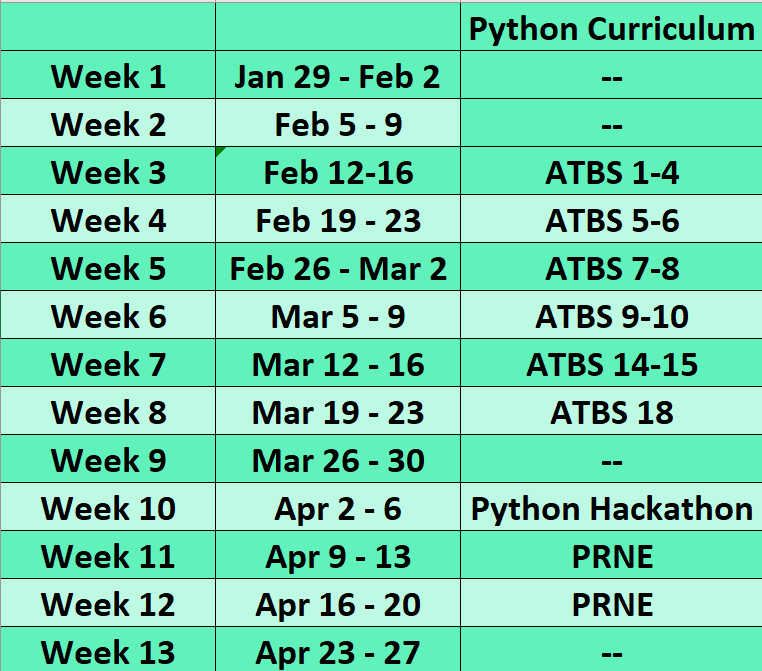 Python Curriculum
Week 1 Jan 29 - Feb 2 --
Week 2 Feb 5 - 9 --
Week 3 Feb 12-16 ATBS 1-4
Week 4 Feb 19 - 23 ATBS 5-6
Week 5 Feb 26 - Mar 2 ATBS 7-8
Week 6 Mar 5 - 9 ATBS 9-10
Week 7 Mar 12 - 16 ATBS 14-15
Week 8 Mar 19 - 23 ATBS 18
Week 9 Mar 26 - 30 --
Week 10 Apr 2 - 6 Python Hackathon
Week 11 Apr 9 - 13 PRNE
Week 12 Apr 16 - 20 PRNE
Week 13 Apr 23 - 27 --